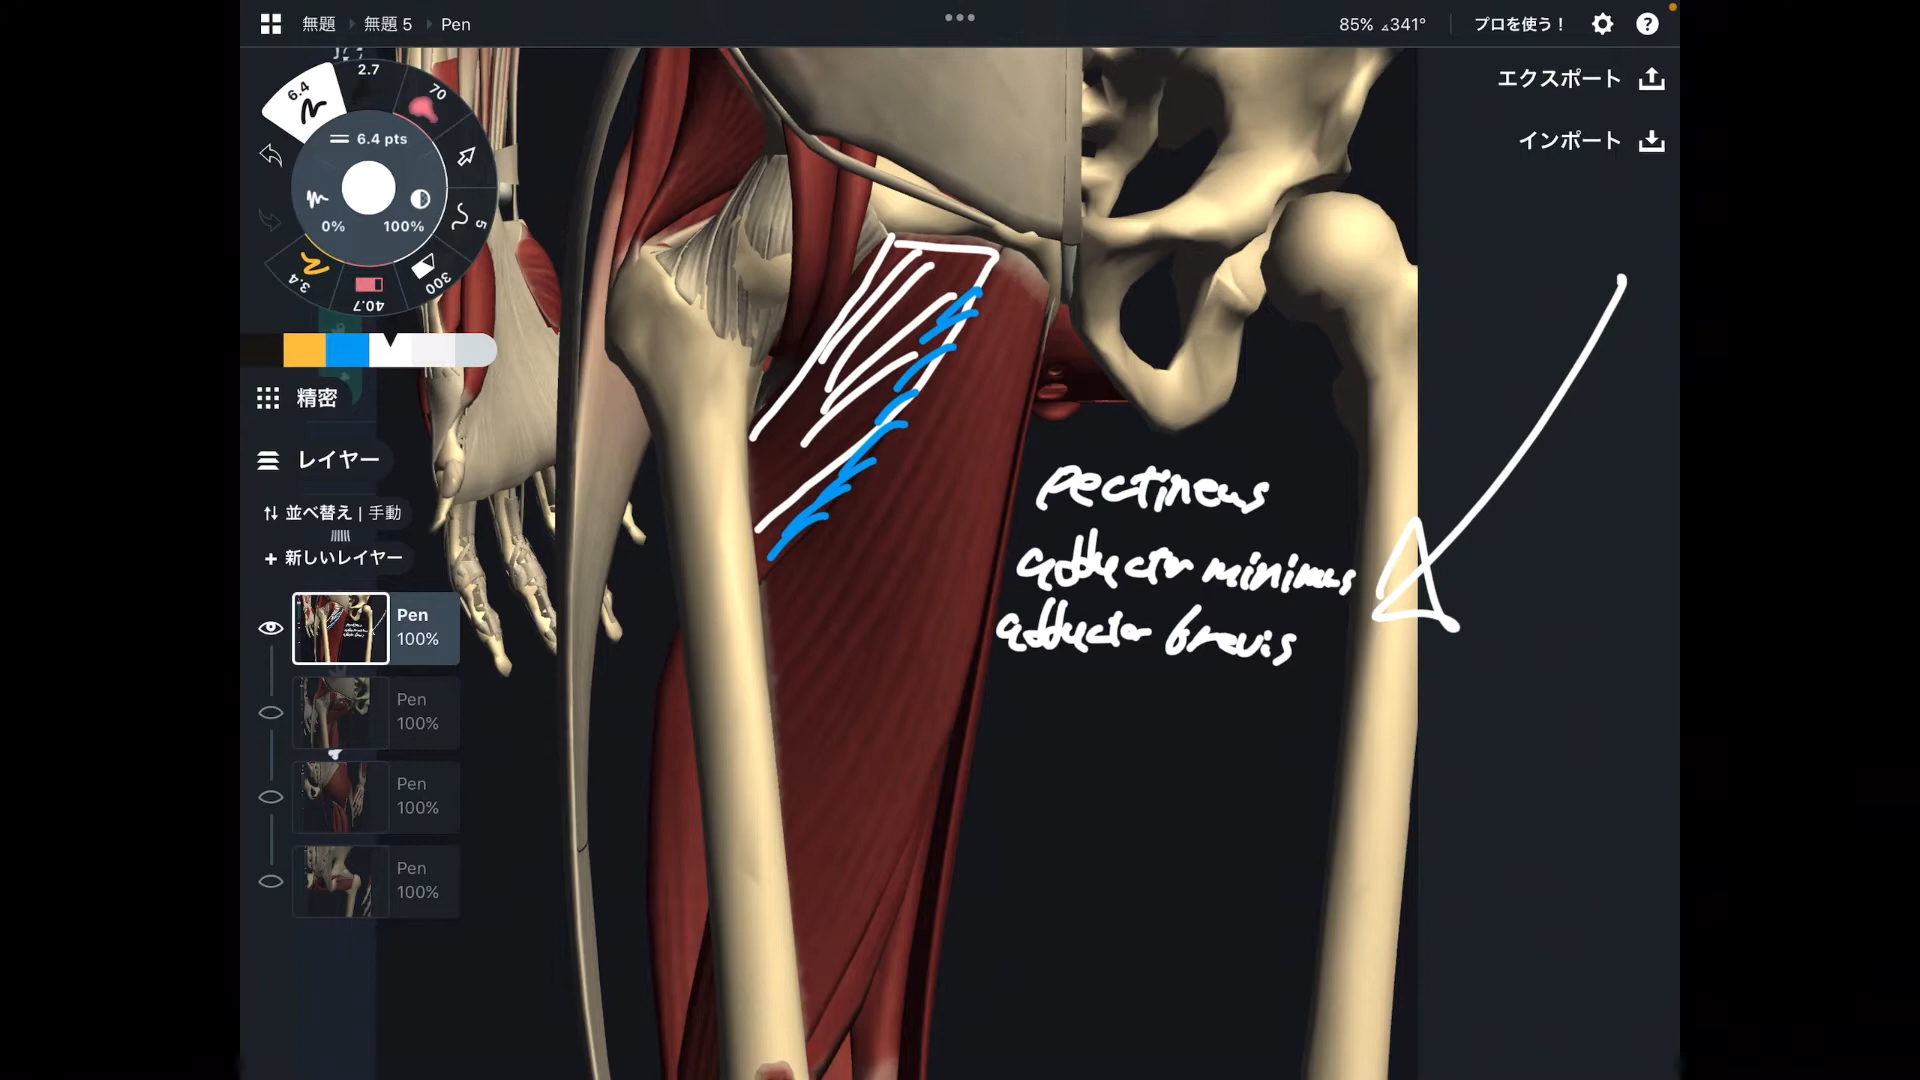 無題 無題 5 Pen
85% ⊿341°
プロを使う！
エクスポート
インポート
2.7
6.4
70
6.4 pts
0% 100%
5
3.4
40.7
300
精密
レイヤー
並べ替え | 手動
+ 新しいレイヤー
Pen
100%
Pen
100%
Pen
100%
Pen
100%
pectineus
adductor minimus
adductor brevis